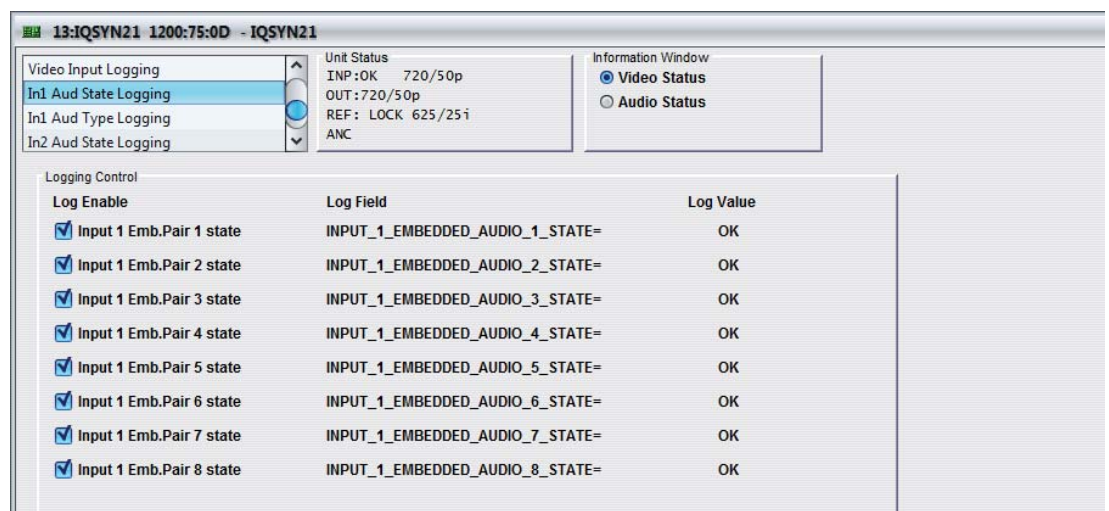 13:IQSYN21 1200:75:0D - IQSYN21
Video Input Logging
In1 Aud State Logging
In1 Aud Type Logging
In2 Aud State Logging
Unit Status
INP:OK 720/50p
OUT:720/50p
REF: LOCK 625/25i
ANC
Information Window
Video Status
Audio Status
Logging Control
Log Enable Log Field Log Value
Input 1 Emb.Pair 1 state INPUT_1_EMBEDDED_AUDIO_1_STATE= OK
Input 1 Emb.Pair 2 state INPUT_1_EMBEDDED_AUDIO_2_STATE= OK
Input 1 Emb.Pair 3 state INPUT_1_EMBEDDED_AUDIO_3_STATE= OK
Input 1 Emb.Pair 4 state INPUT_1_EMBEDDED_AUDIO_4_STATE= OK
Input 1 Emb.Pair 5 state INPUT_1_EMBEDDED_AUDIO_5_STATE= OK
Input 1 Emb.Pair 6 state INPUT_1_EMBEDDED_AUDIO_6_STATE= OK
Input 1 Emb.Pair 7 state INPUT_1_EMBEDDED_AUDIO_7_STATE= OK
Input 1 Emb.Pair 8 state INPUT_1_EMBEDDED_AUDIO_8_STATE= OK